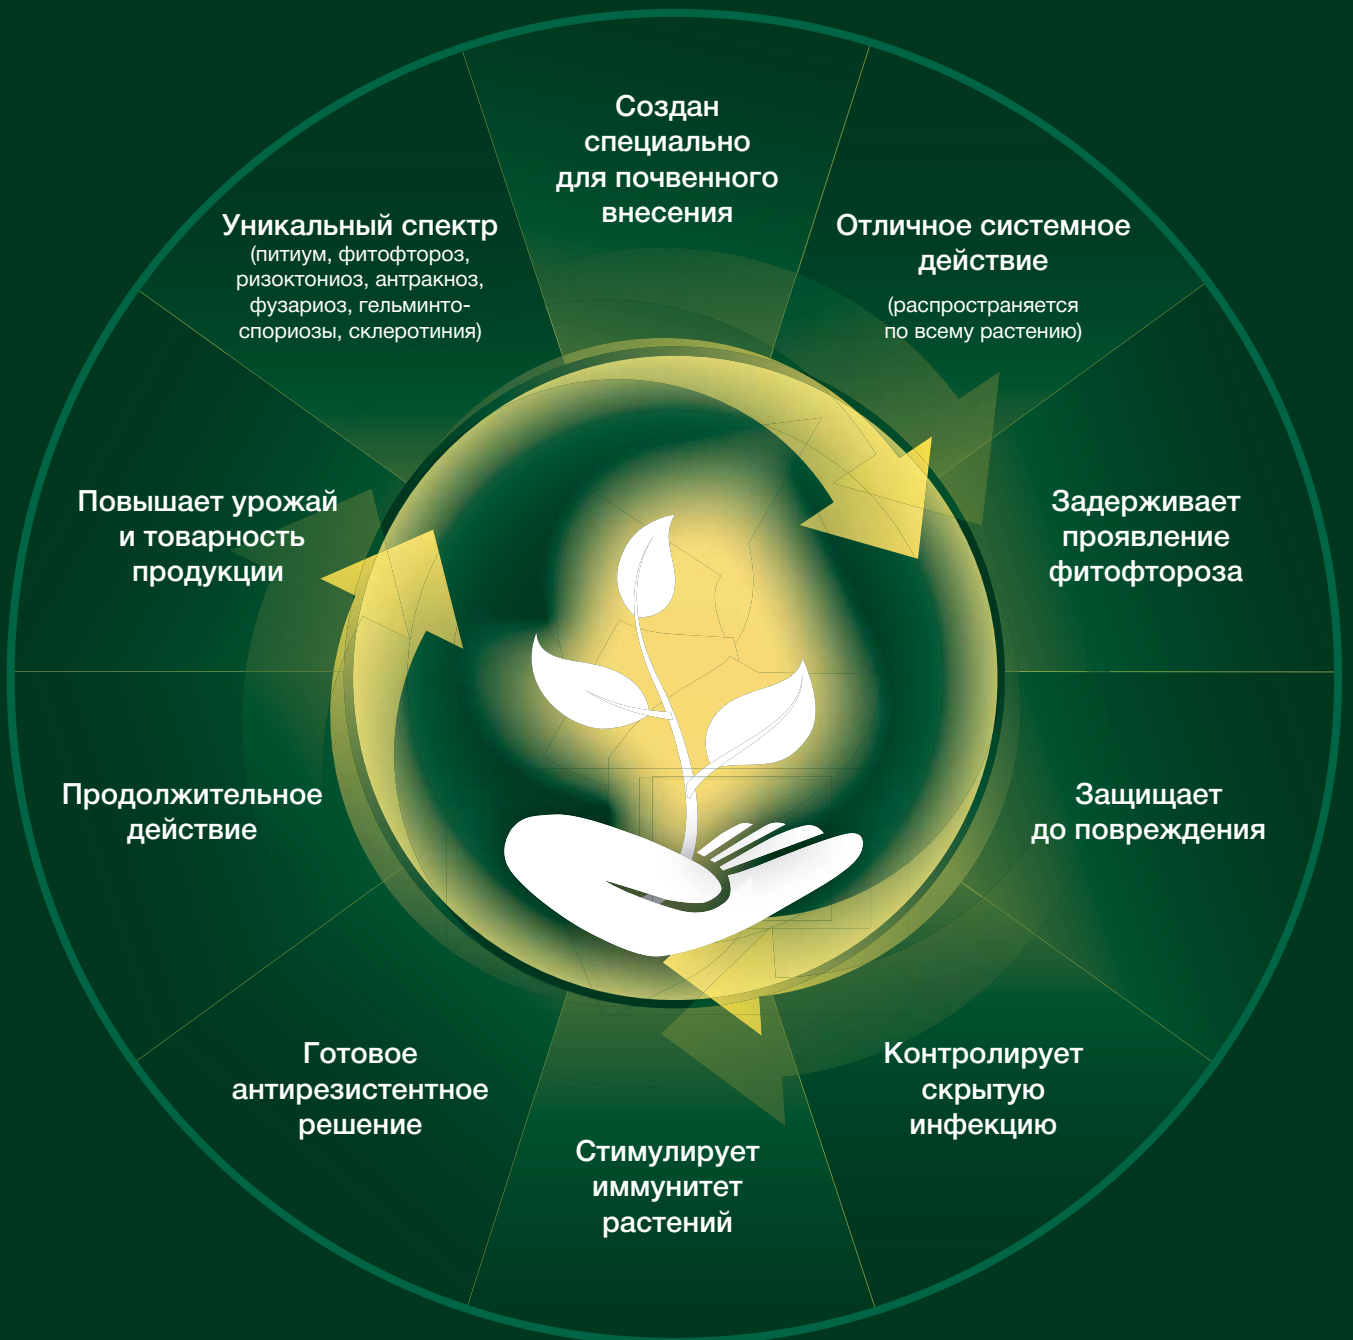 Создан
специально
для почвенного
внесения
Отличное системное
действие
(распространяется
по всему растению)
Задерживает
проявление
фитофтороза
Защищает
до повреждения
Контролирует
скрытую
инфекцию
Стимулирует
иммунитет
растений
Готовое
антирезистентное
решение
Продолжительное
действие
Повышает урожай
и товарность
продукции
Уникальный спектр
(питиум, фитофтороз,
ризоктониоз, антракноз,
фузариоз, гельминто-
спориозы, склеротиния)